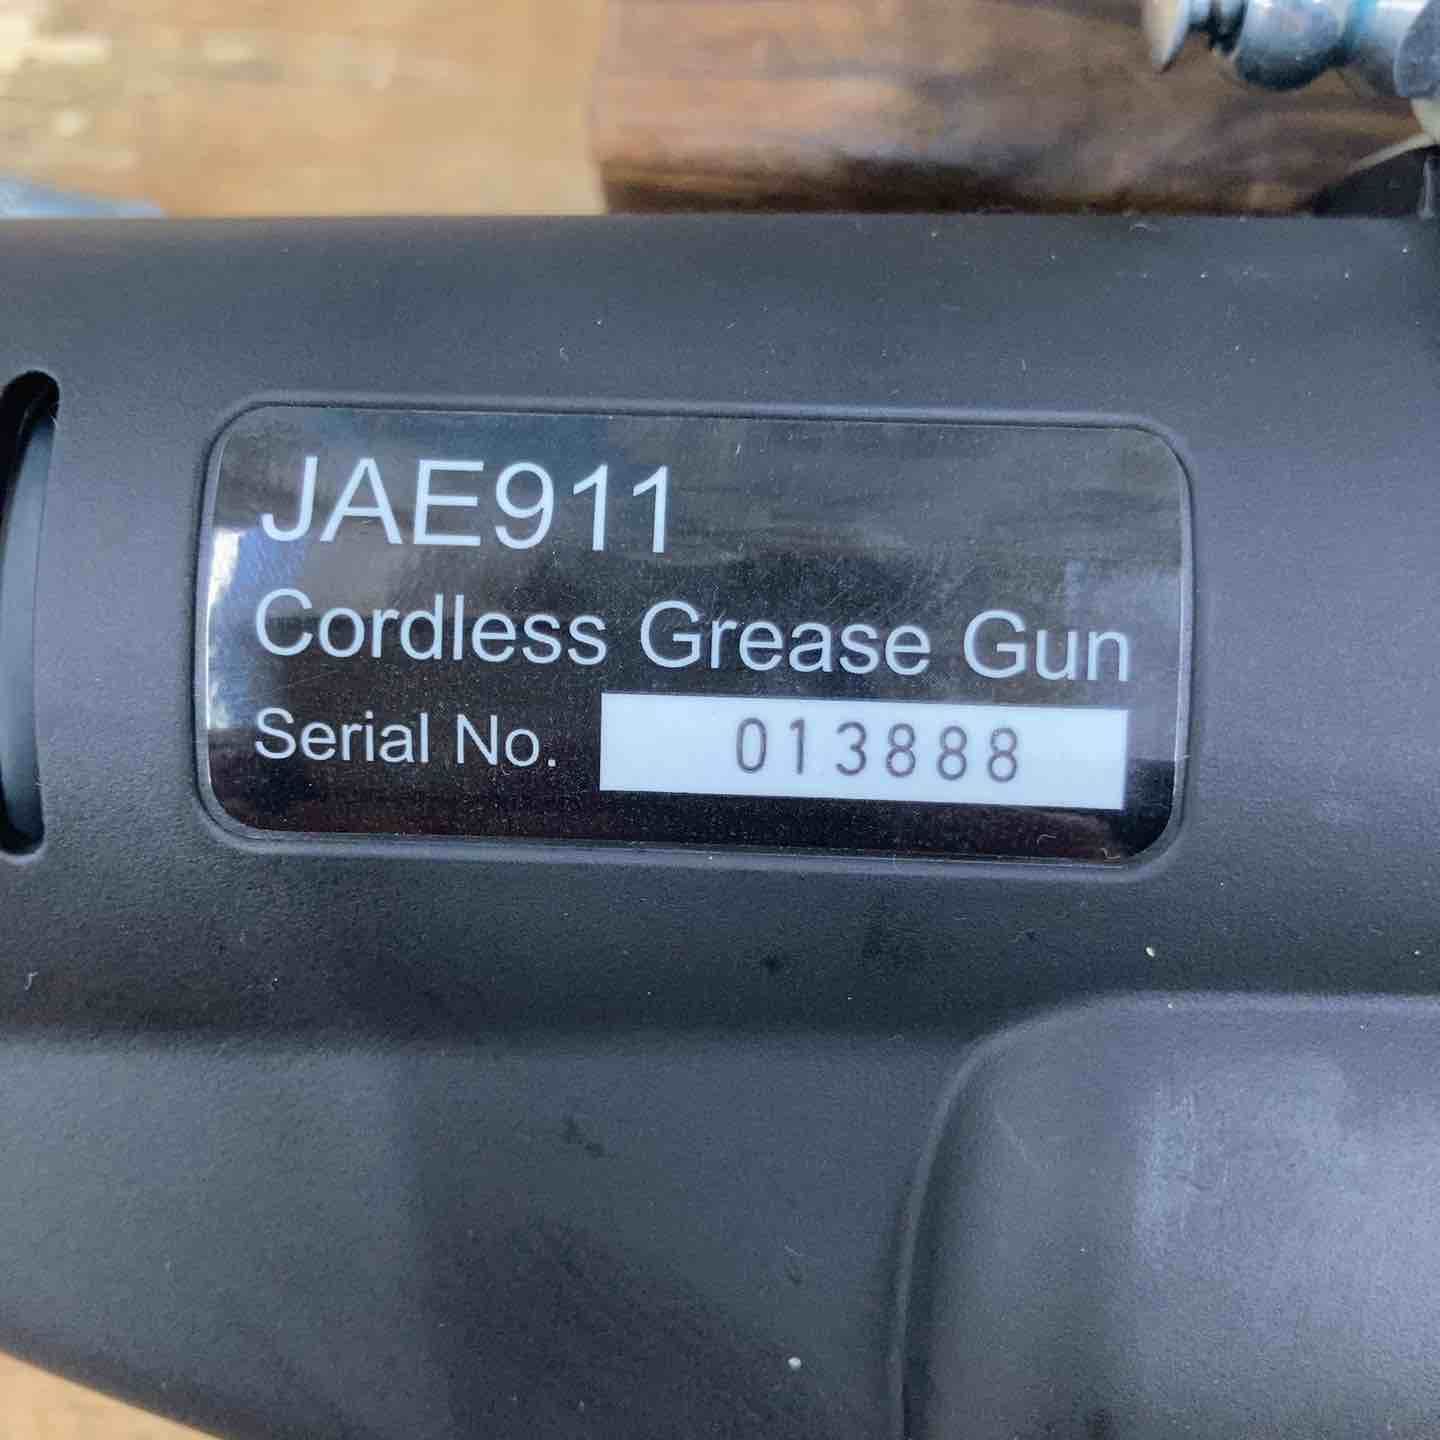 JAE911
Cordless Grease Gun
Serial No. 013888